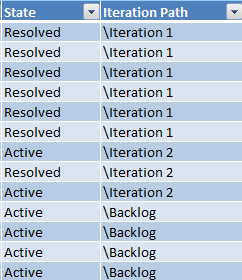 State Iteration Path
Resolved \Iteration 1
Resolved \Iteration 1
Resolved \Iteration 1
Resolved \Iteration 1
Resolved \Iteration 1
Resolved \Iteration 1
Active \Iteration 2
Resolved \Iteration 2
Active \Iteration 2
Active \Backlog
Active \Backlog
Active \Backlog
Active \Backlog